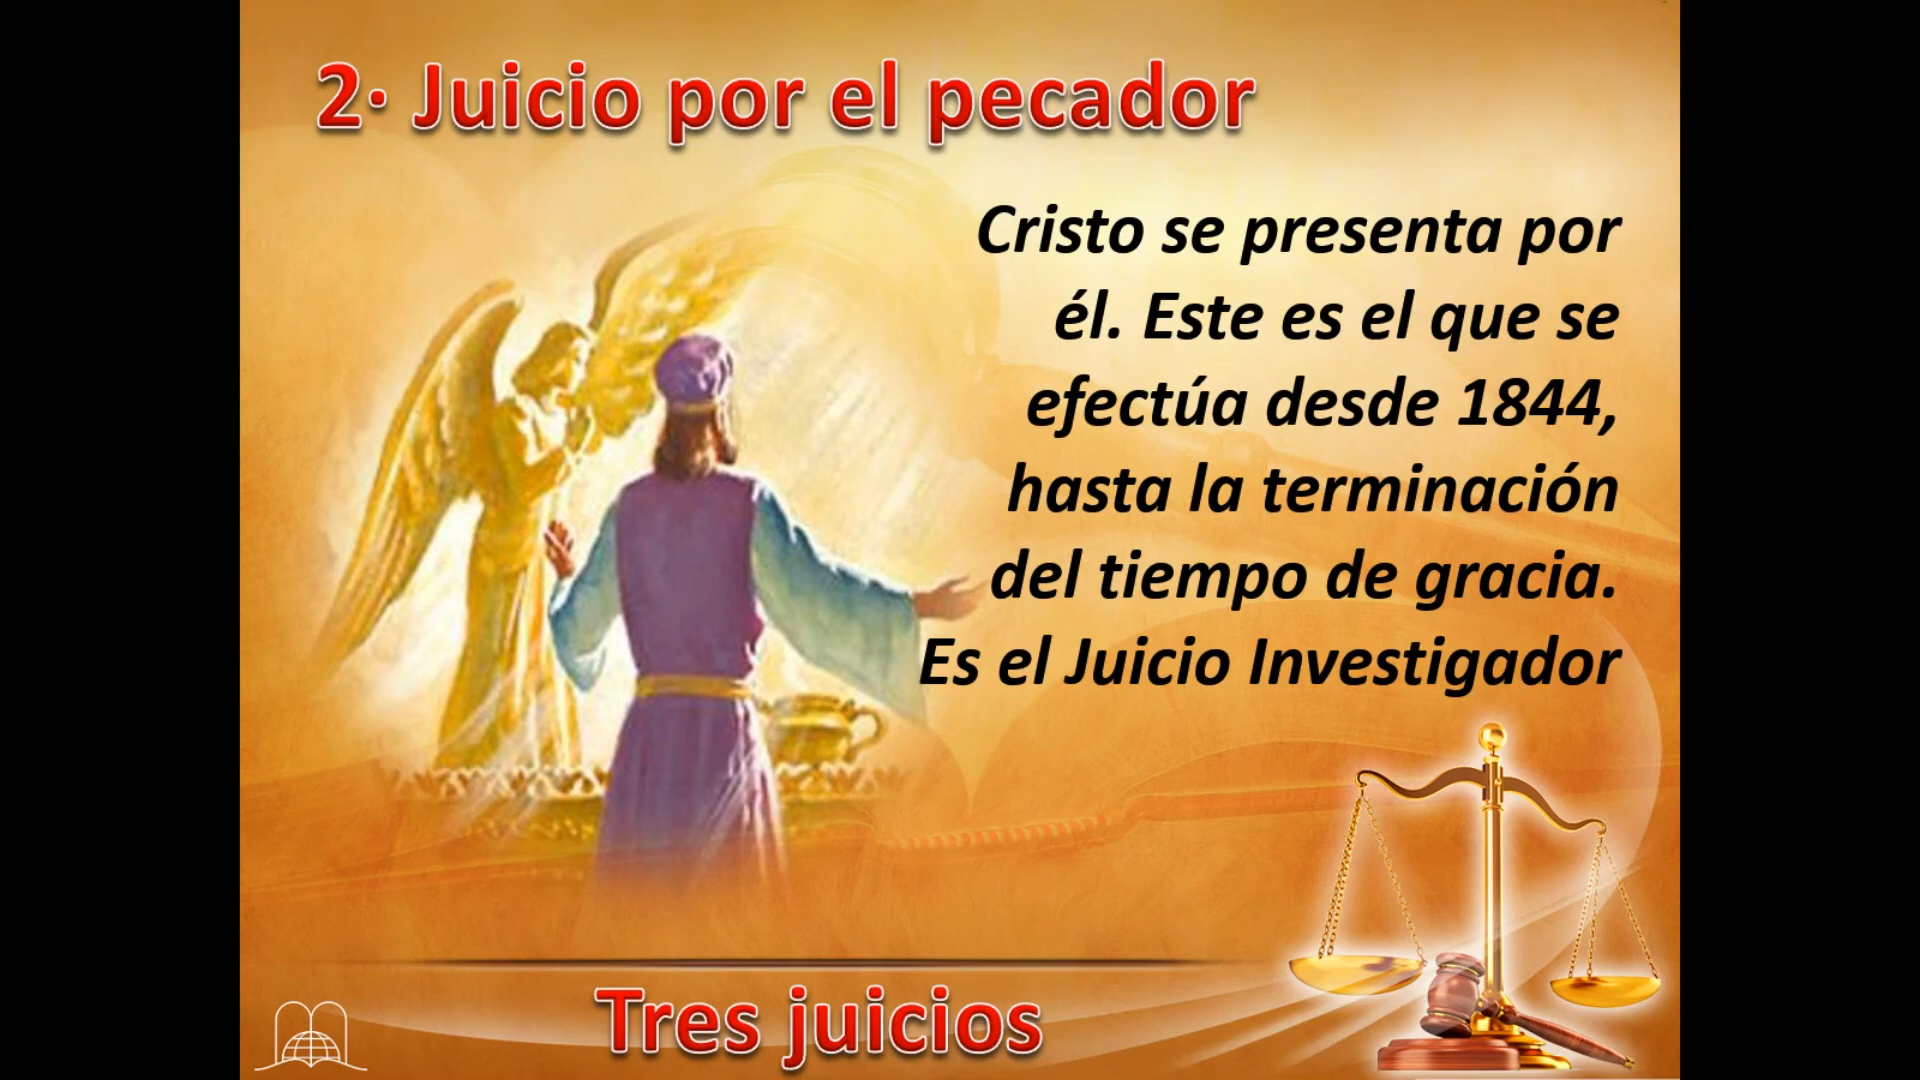 2· Juicio por el pecador
Cristo se presenta por
él. Este es el que se
efectúa desde 1844,
hasta la terminación
del tiempo de gracia.
Es el Juicio Investigador
Tres juicios